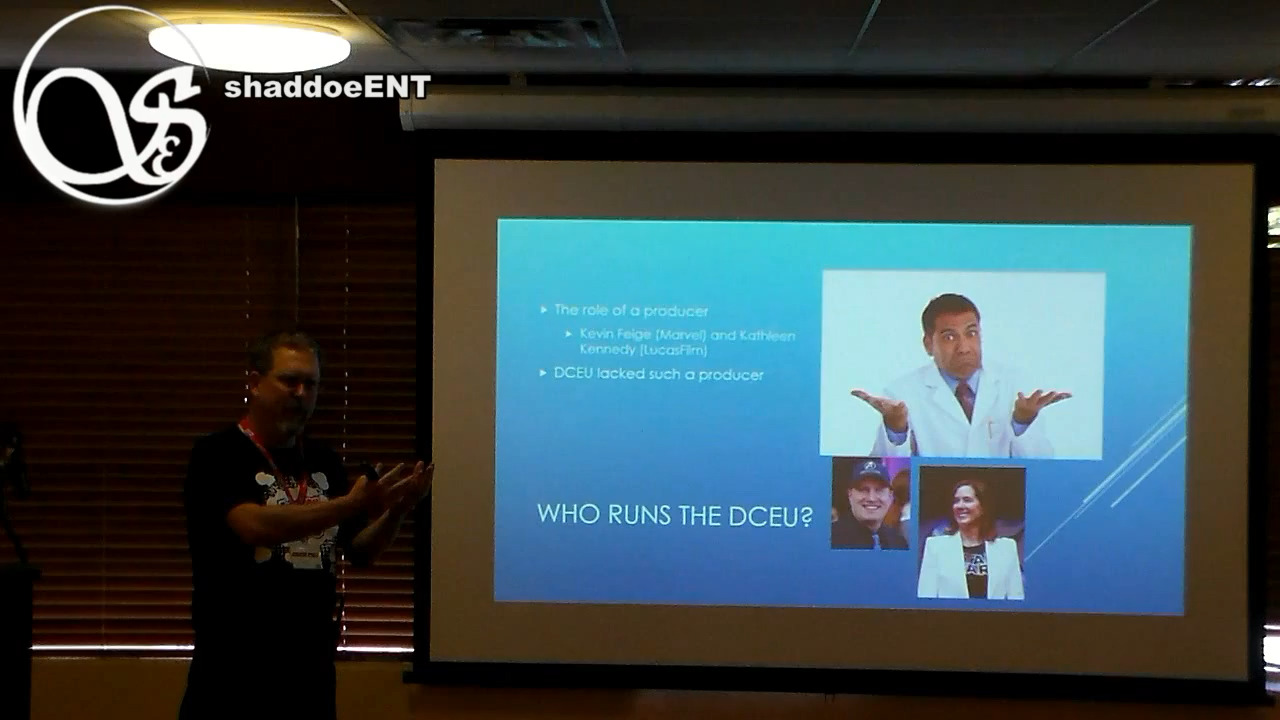 shaddoeENT
The role of a producer
Kevin Feige (Marvel) and Kathleen
Kennedy (LucasFilm)
DCEU lacked such a producer
WHO RUNS THE DCEU?